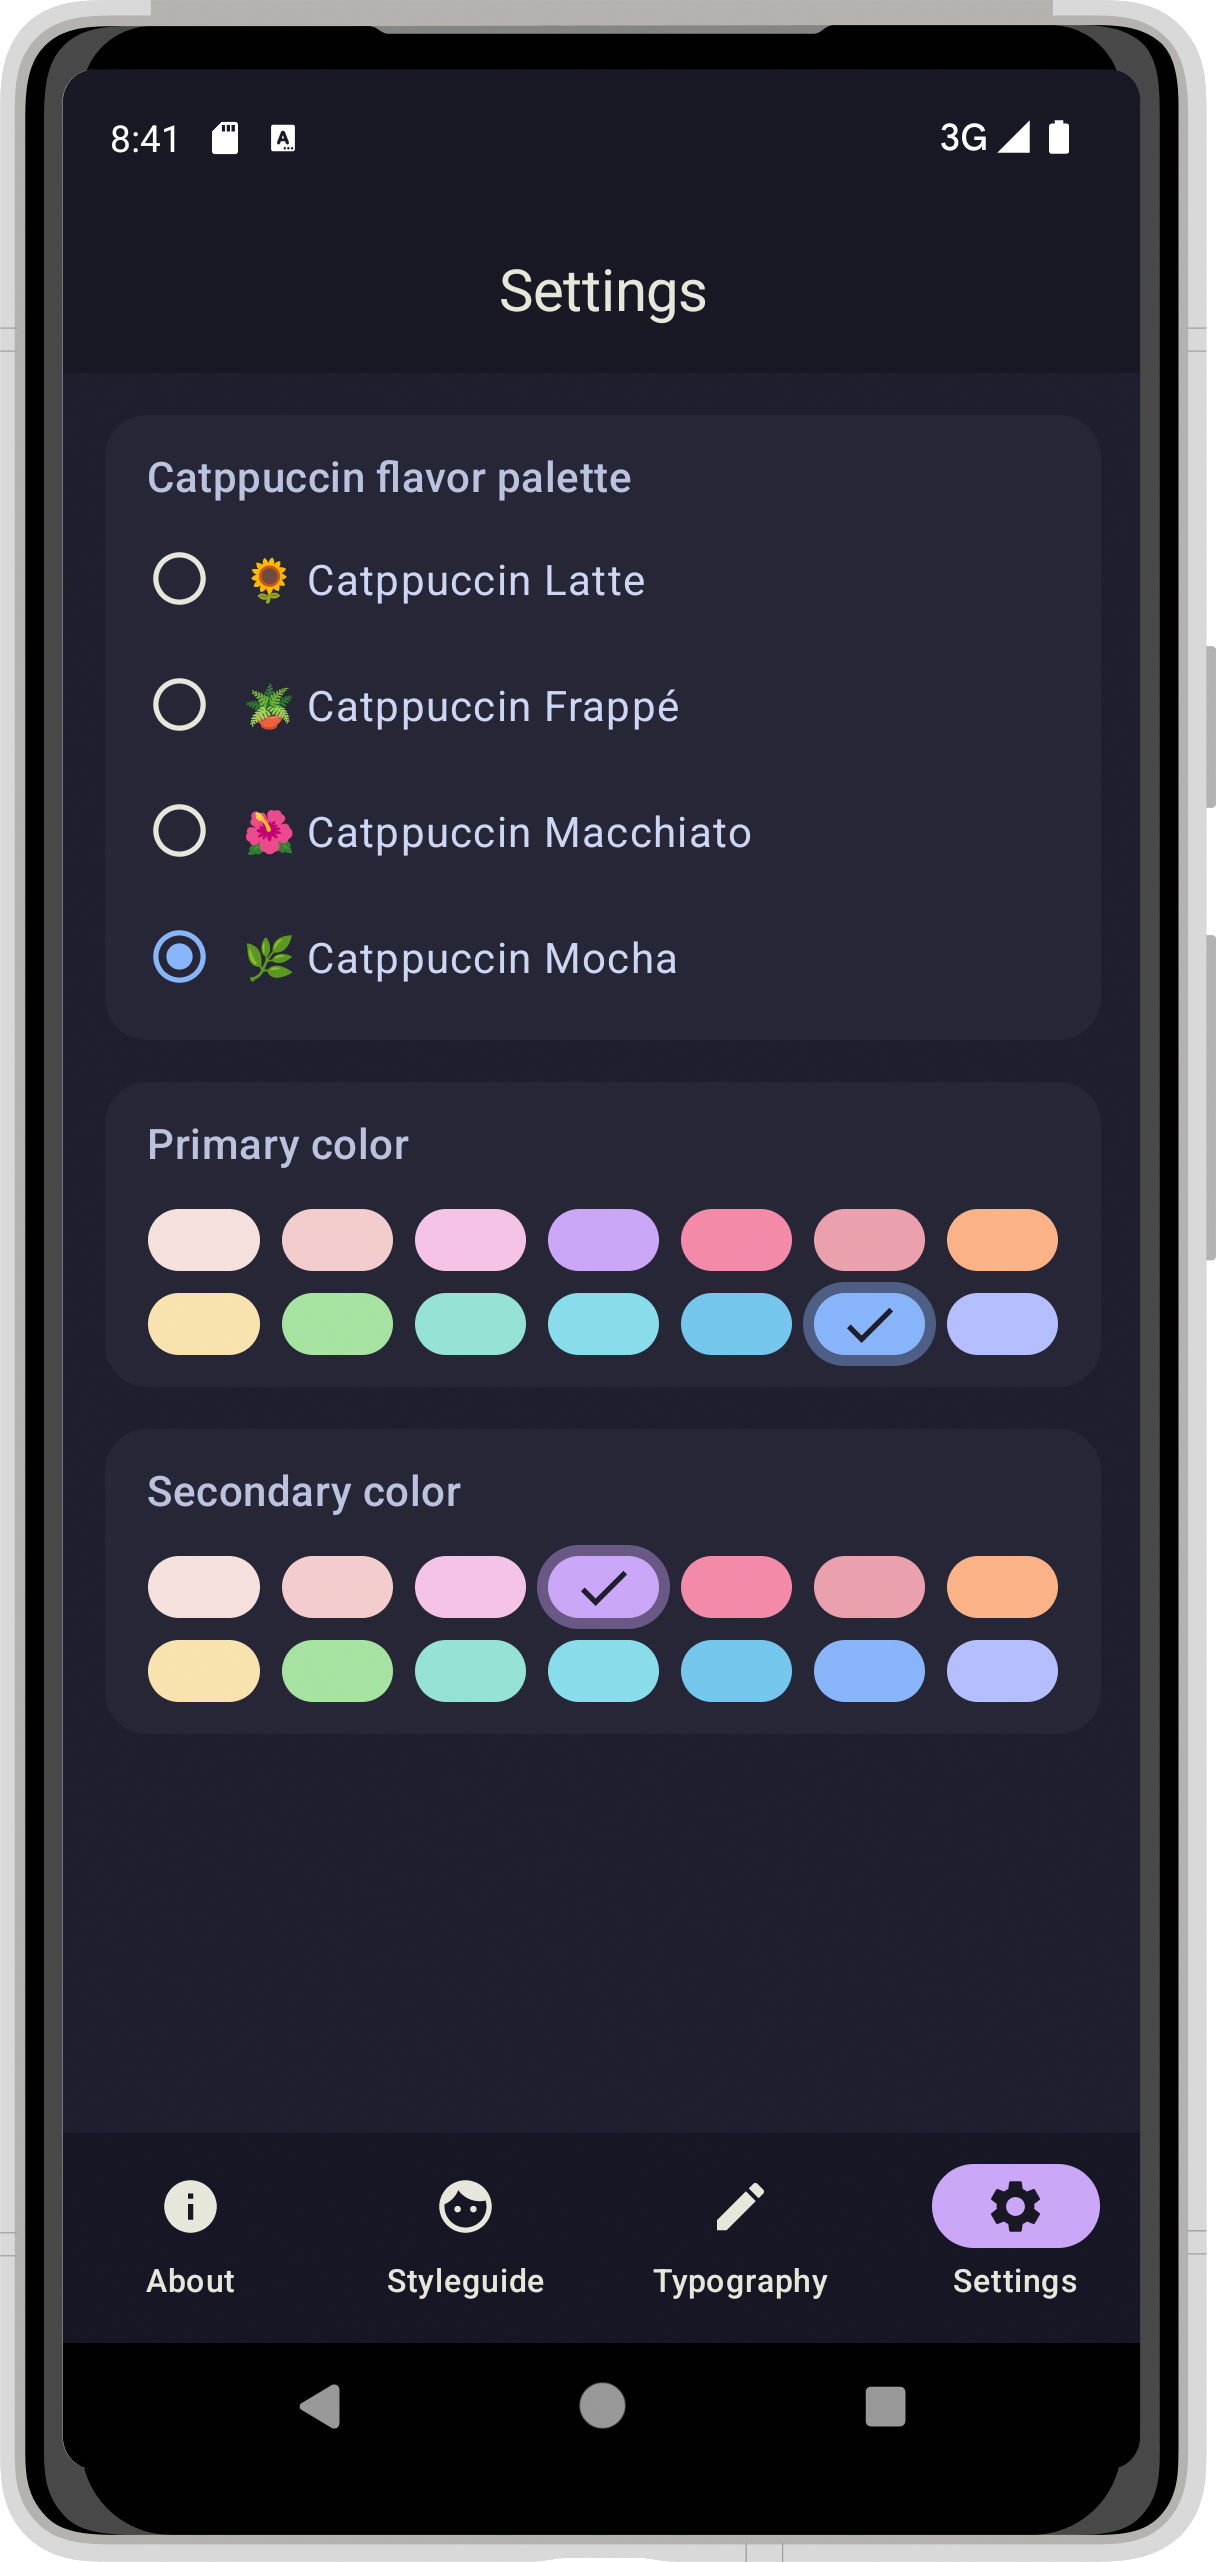 8:41
3G
Settings
Catppuccin flavor palette
🌻 Catppuccin Latte
🪴 Catppuccin Frappé
🌺 Catppuccin Macchiato
🌿 Catppuccin Mocha
Primary color
Secondary color
About
Styleguide
Typography
Settings